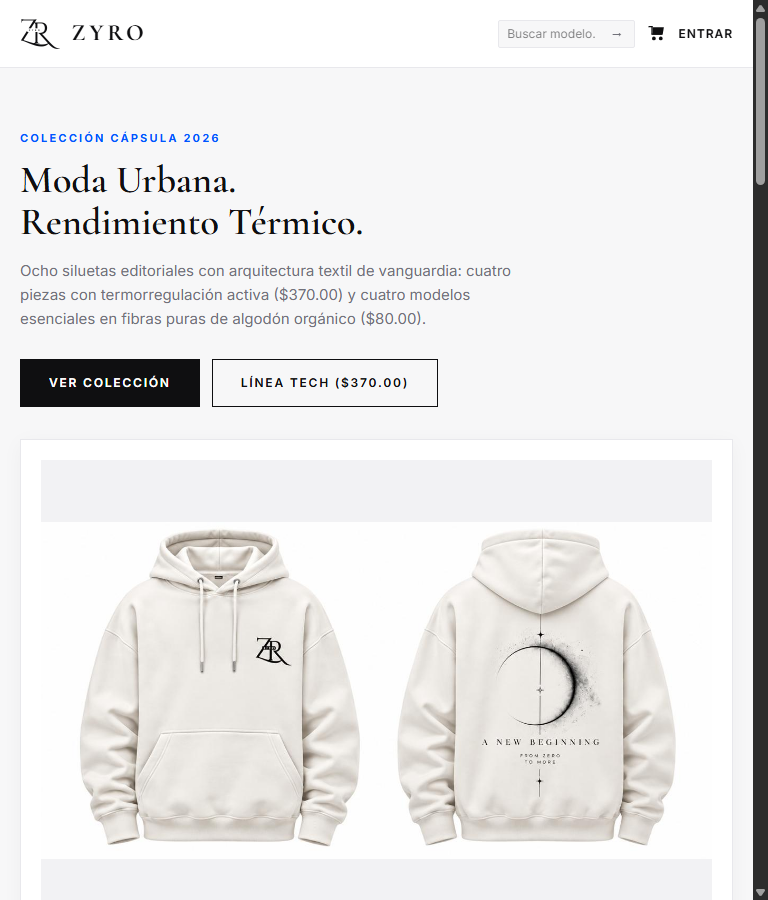 ZR ZYRO
Buscar modelo. →
ENTRAR
COLECCIÓN CÁPSULA 2026
Moda Urbana.
Rendimiento Térmico.
Ocho siluetas editoriales con arquitectura textil de vanguardia: cuatro
piezas con termorregulación activa ($370.00) y cuatro modelos
esenciales en fibras puras de algodón orgánico ($80.00).
VER COLECCIÓN
LÍNEA TECH ($370.00)
ZR
A NEW BEGINNING
FROM ZERO
TO MORE